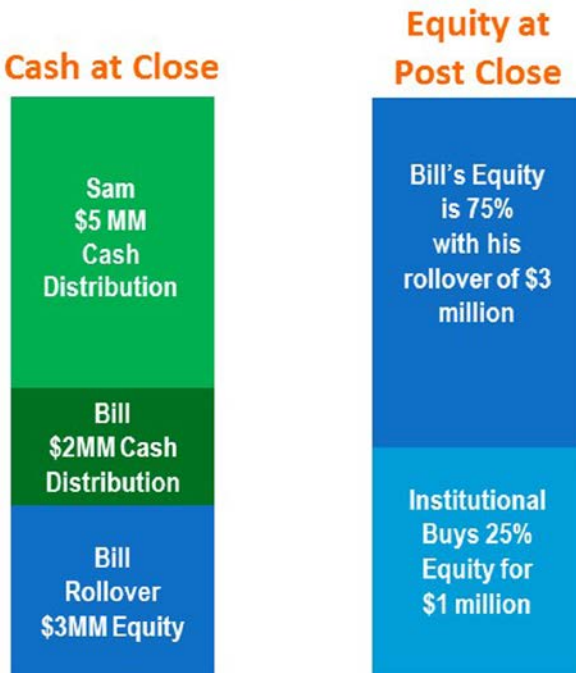 Cash at Close
Sam
$5 MM
Cash
Distribution
Bill
$2MM Cash
Distribution
Bill
Rollover
$3MM Equity
Equity at
Post Close
Bill's Equity
is 75%
with his
rollover of $3
million
Institutional
Buys 25%
Equity for
$1 million